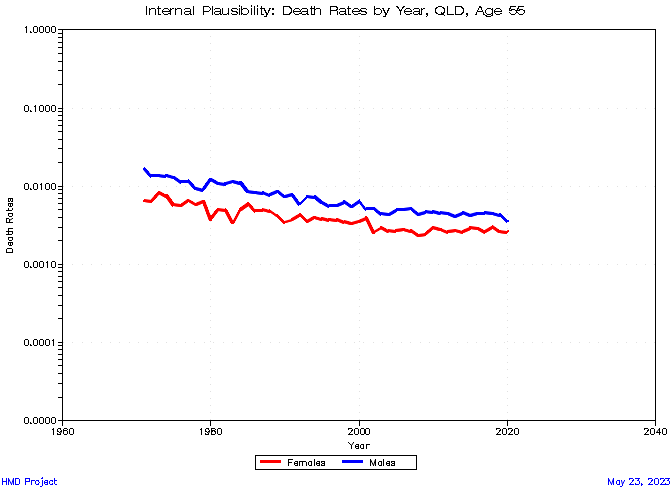 Internal Plausibility: Death Rates by Year, QLD, Age 55
1.0000
0.1000
0.0100
0.0010
0.0001
0.0000
Death Rates
1960 1980 2000 2020 2040
Year
Females Males
HMD Project May 23, 2023